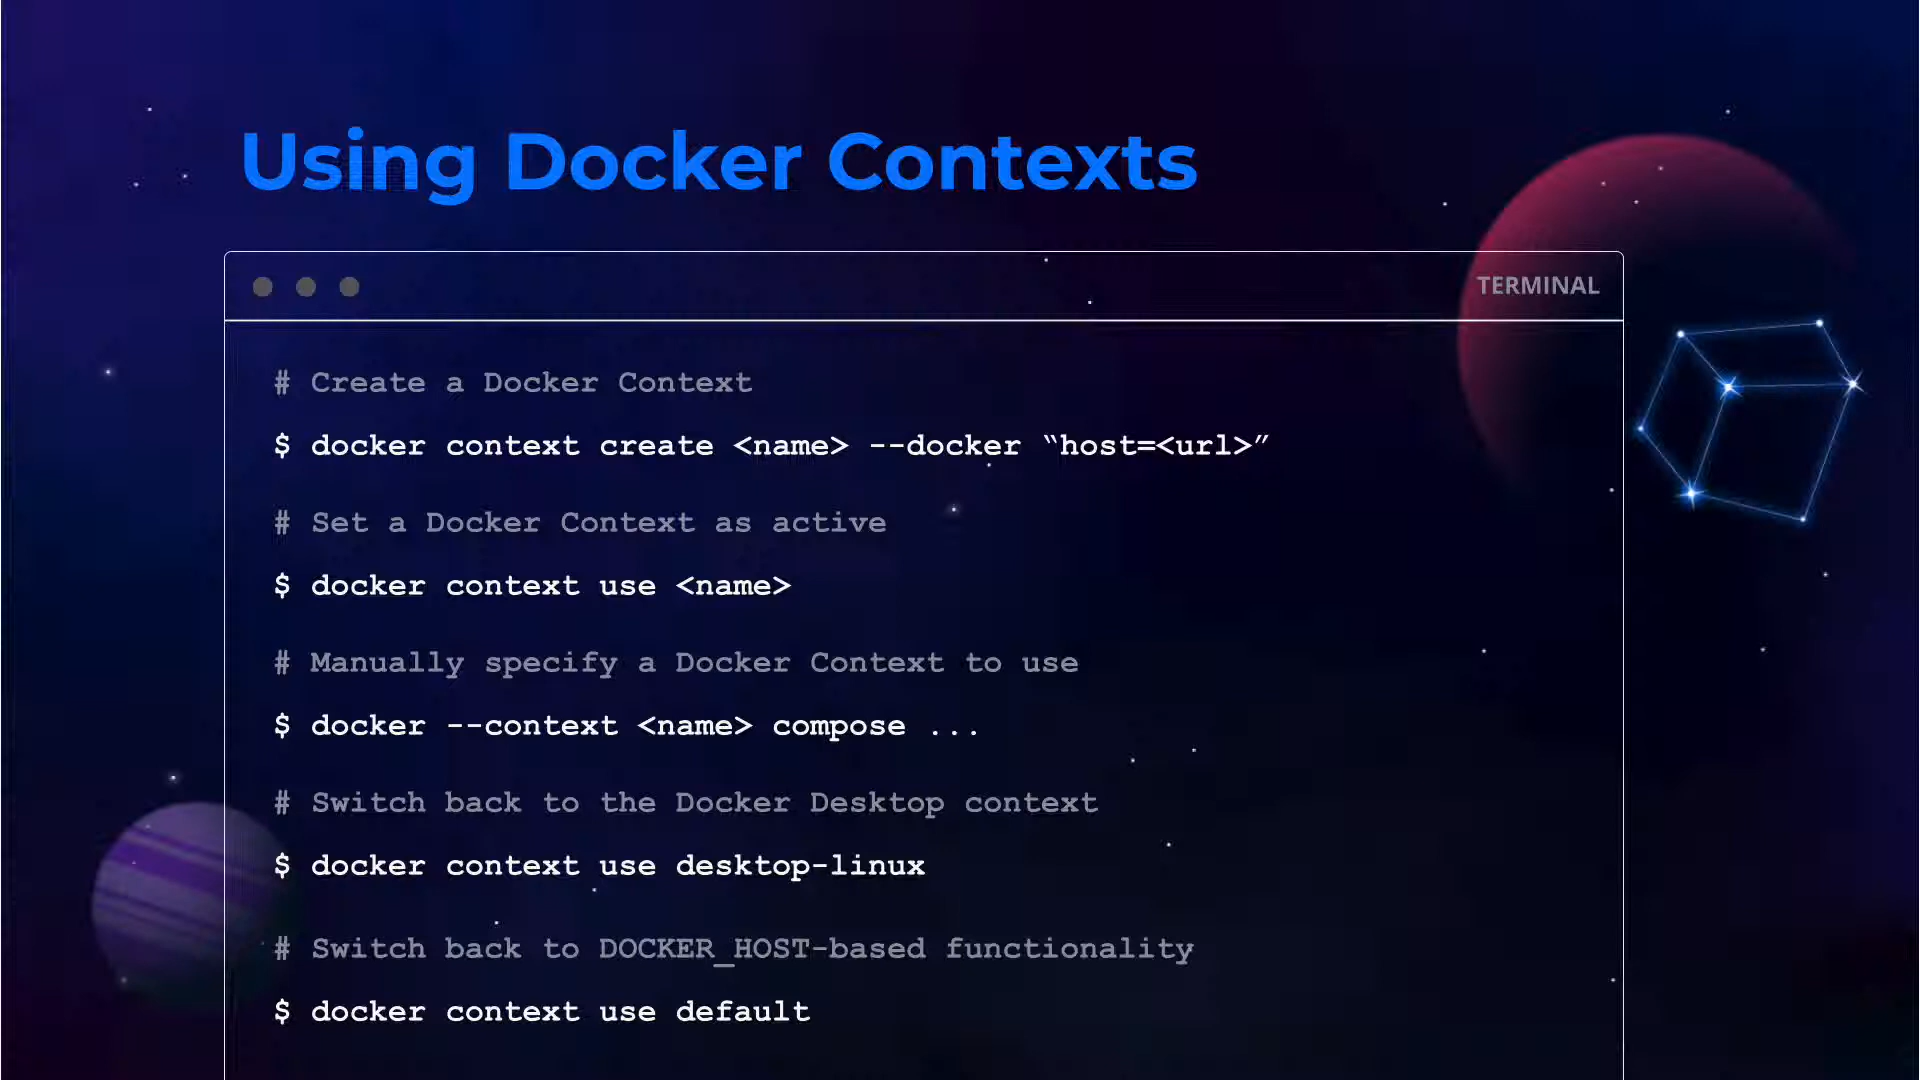 Using Docker Contexts
TERMINAL
# Create a Docker Context
$ docker context create <name> --docker “host=<url>”
# Set a Docker Context as active
$ docker context use <name>
# Manually specify a Docker Context to use
$ docker --context <name> compose ...
# Switch back to the Docker Desktop context
$ docker context use desktop-linux
# Switch back to DOCKER_HOST-based functionality
$ docker context use default